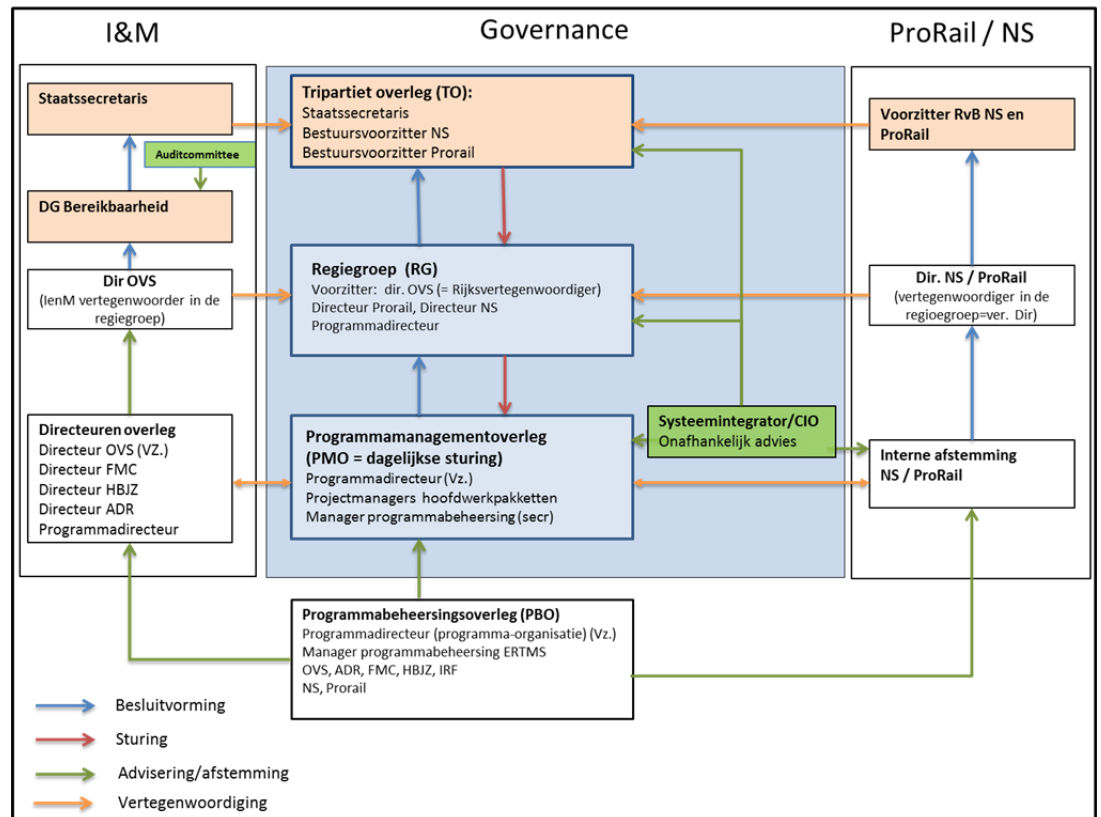 I&M
Governance
ProRail / NS
Staatssecretaris
Auditcommittee
DG Bereikbaarheid
Dir OVS
(IenM vertegenwoorder in de
regiegroep)
Directeuren overleg
Directeur OVS (VZ.)
Directeur FMC
Directeur HBJZ
Directeur ADR
Programmadirecteur
Tripartiet overleg (TO):
Staatssecretaris
Bestuursvoorzitter NS
Bestuursvoorzitter Prorail
Regiegroep (RG)
Voorzitter: dir. OVS (= Rijksvertegenwoordiger)
Directeur Prorail, Directeur NS
Programmadirecteur
Systeemintegrator/CIO
Onafhankelijk advies
Programmamanagementoverleg
(PMO = dagelijkse sturing)
Programmadirecteur (Vz.)
Projectmanagers hoofdwerkpakketten
Manager programmabeheersing (secr)
Voorzitter RvB NS en
ProRail
Dir. NS / ProRail
(vertegenwoordiger in de
regioegroep=ver. Dir)
Interne afstemming
NS / ProRail
Programmabeheersingsoverleg (PBO)
Programmadirecteur (programma-organisatie) (Vz.)
Manager programmabeheersing ERTMS
OVS, ADR, FMC, HBJZ, IRF
NS, Prorail
Besluitvorming
Sturing
Advisering/afstemming
Vertegenwoordiging